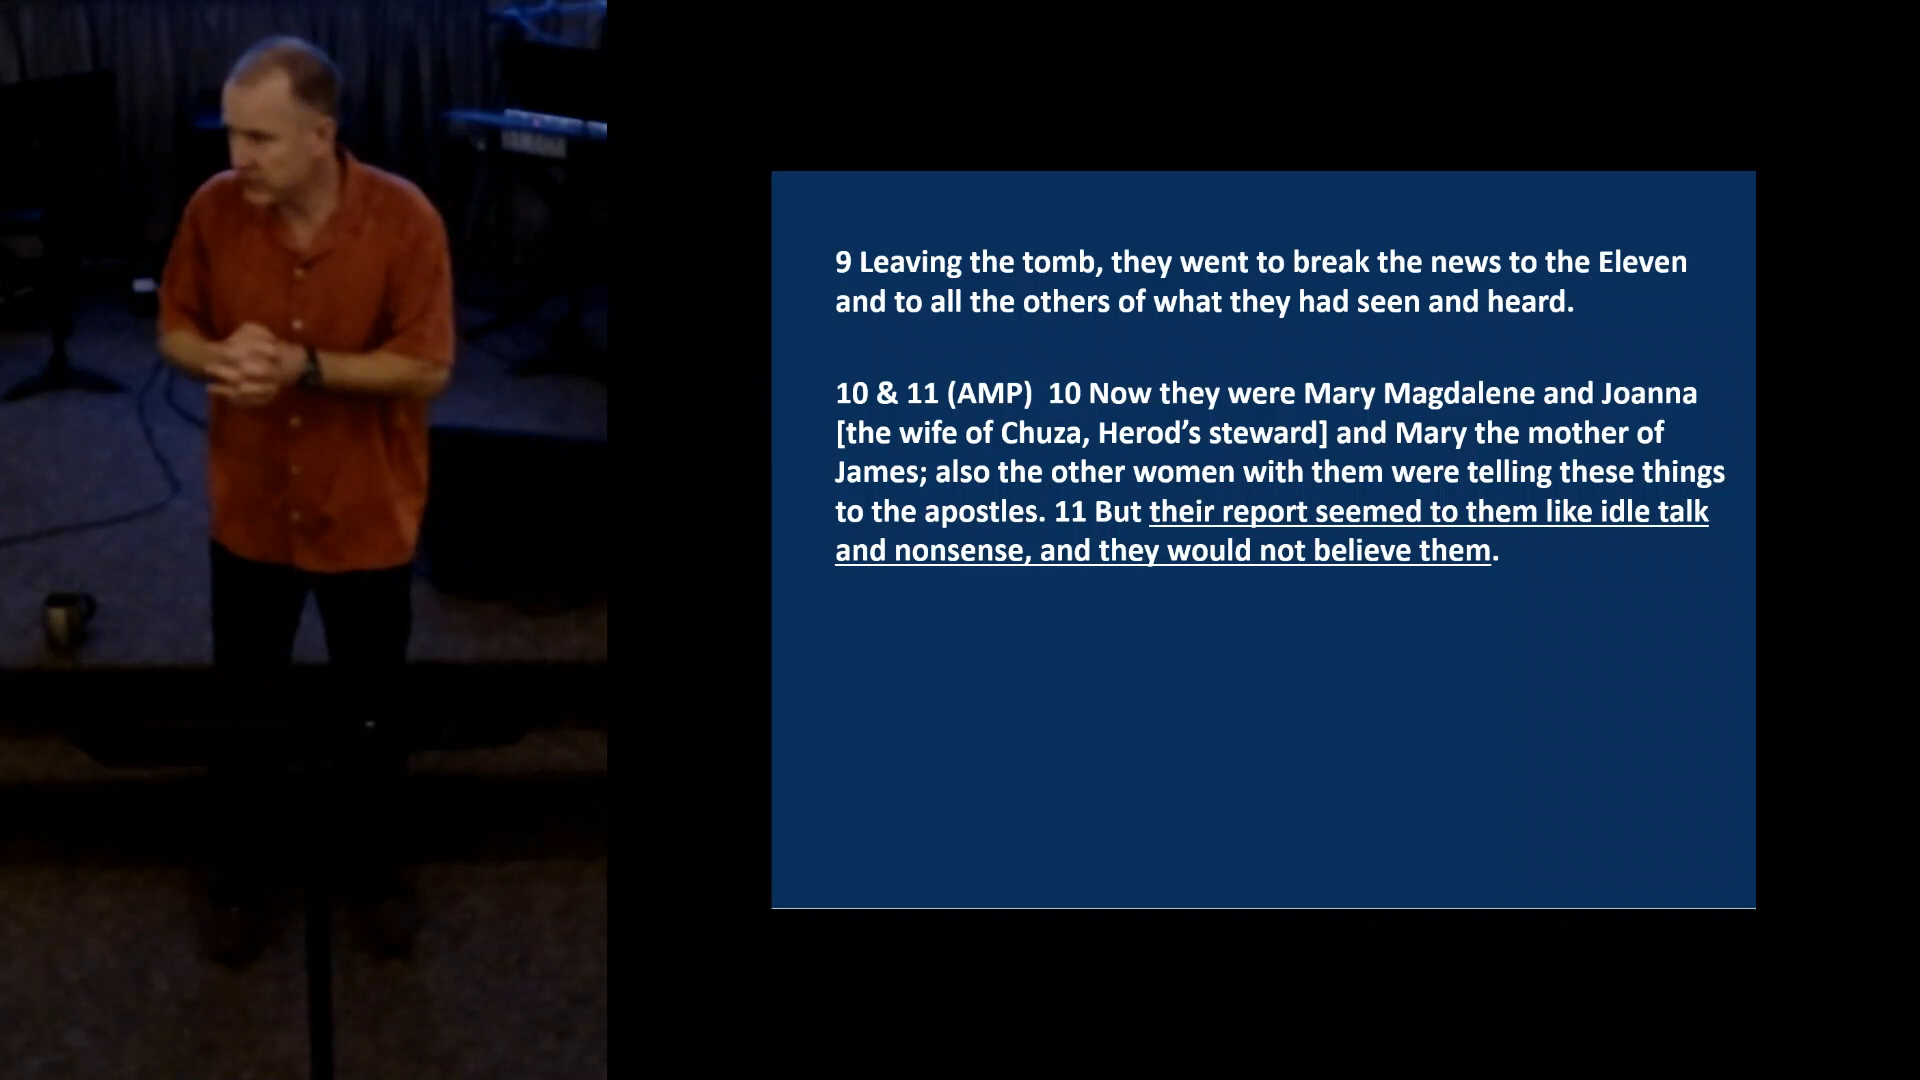 9 Leaving the tomb, they went to break the news to the Eleven
and to all the others of what they had seen and heard.
10 & 11 (AMP)  10 Now they were Mary Magdalene and Joanna
[the wife of Chuza, Herod’s steward] and Mary the mother of
James; also the other women with them were telling these things
to the apostles. 11 But their report seemed to them like idle talk
and nonsense, and they would not believe them.
YAMAHA